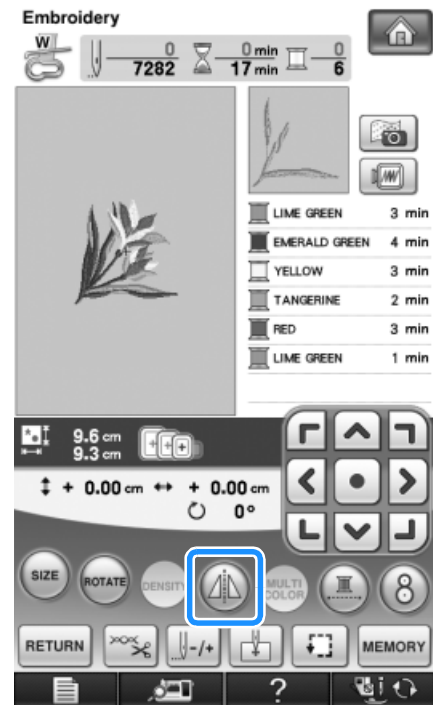 Embroidery
W
0
7282
0 min
17 min
0
6
LIME GREEN 3 min
EMERALD GREEN 4 min
YELLOW 3 min
TANGERINE 2 min
RED 3 min
LIME GREEN 1 min
9.6 cm
9.3 cm
+ 0.00 cm + 0.00 cm
0°
SIZE
ROTATE
DENSITY
MULTI
COLOR
8
RETURN
-/+
MEMORY
?